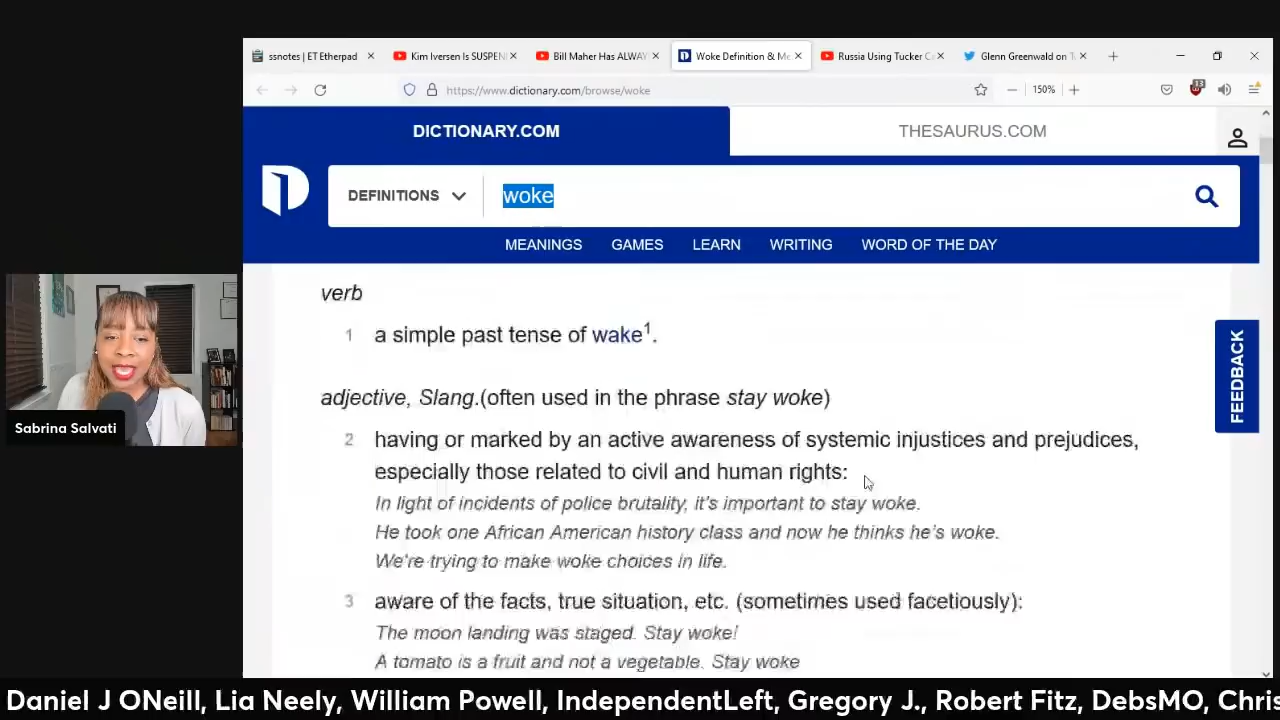 ssnotes | ET Etherpad
Kim Iversen Is SUSPEN
Bill Maher Has ALWAY
Woke Definition & Me
Russia Using Tucker C
Glenn Greenwald on T
https://www.dictionary.com/browse/woke
150%
13
DICTIONARY.COM
THESAURUS.COM
DEFINITIONS
woke
MEANINGS GAMES LEARN WRITING WORD OF THE DAY
verb
1 a simple past tense of wake1.
adjective, Slang.(often used in the phrase stay woke)
2 having or marked by an active awareness of systemic injustices and prejudices,
especially those related to civil and human rights:
In light of incidents of police brutality, it's important to stay woke.
He took one African American history class and now he thinks he's woke.
We're trying to make woke choices in life.
3 aware of the facts, true situation, etc. (sometimes used facetiously):
The moon landing was staged. Stay woke!
A tomato is a fruit and not a vegetable. Stay woke
FEEDBACK
Sabrina Salvati
Daniel J ONeill, Lia Neely, William Powell, IndependentLeft, Gregory J., Robert Fitz, DebsMO, Chris